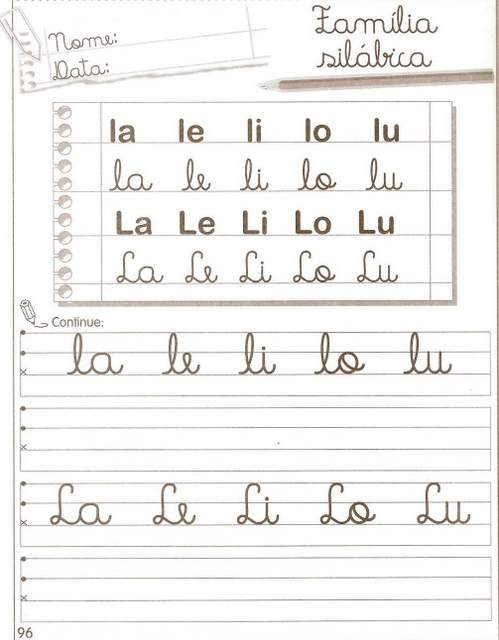 Família
silábica
Nome:
Data:
la le li lo lu
la le li lo lu
La Le Li Lo Lu
La Le Li Lo Lu
Continue:
la le li lo lu
La Le Li Lo Lu
96